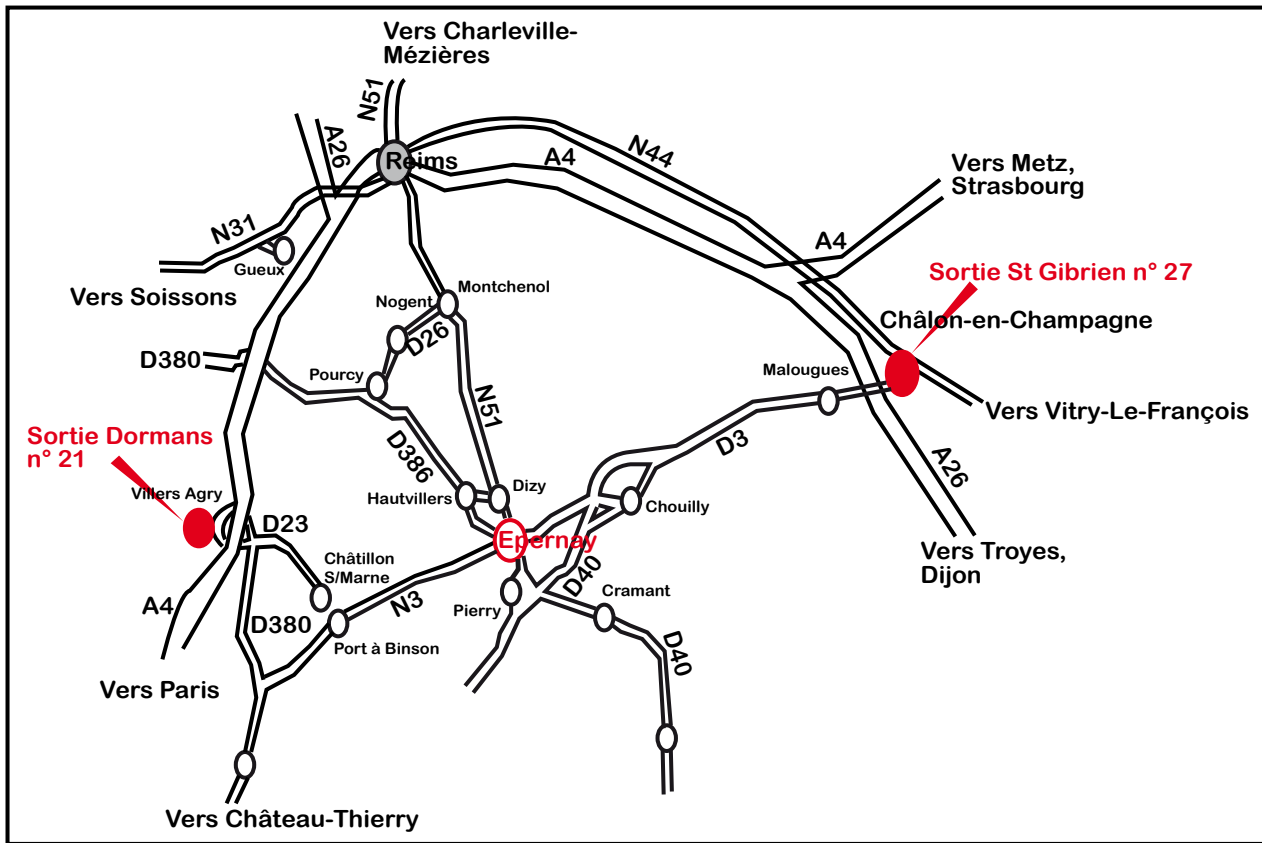 Vers Charleville-
Mézières
N51
A26
Reims
A4
N44
Vers Metz,
Strasbourg
N31
Gueux
A4
Sortie St Gibrien n° 27
Vers Soissons
Montchenol
Nogent
D26
Châlon-en-Champagne
D380
Pourcy
Malougues
N51
Vers Vitry-Le-François
Sortie Dormans
n° 21
D386
D3
A26
Villers Agry
Hautvillers
Dizy
Chouilly
D23
Epernay
Châtillon
S/Marne
Vers Troyes,
Dijon
D40
A4
N3
Pierry
Cramant
D380
Port à Binson
D40
Vers Paris
Vers Château-Thierry